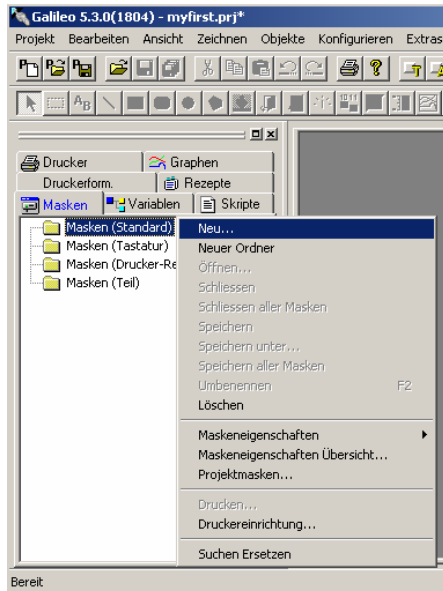 Galileo 5.3.0(1804) - myfirst.prj*
Projekt Bearbeiten Ansicht Zeichnen Objekte Konfigurieren Extras
Drucker Graphen
Druckerform. Rezepte
Masken Variablen Skripte
Masken (Standard)
Masken (Tastatur)
Masken (Drucker-Re
Masken (Teil)
Neu...
Neuer Ordner
Öffnen...
Schliessen
Schliessen aller Masken
Speichern
Speichern unter...
Speichern aller Masken
Umbenennen F2
Löschen
Maskeneigenschaften
Maskeneigenschaften Übersicht...
Projektmasken...
Drucken...
Druckereinrichtung...
Suchen Ersetzen
Bereit